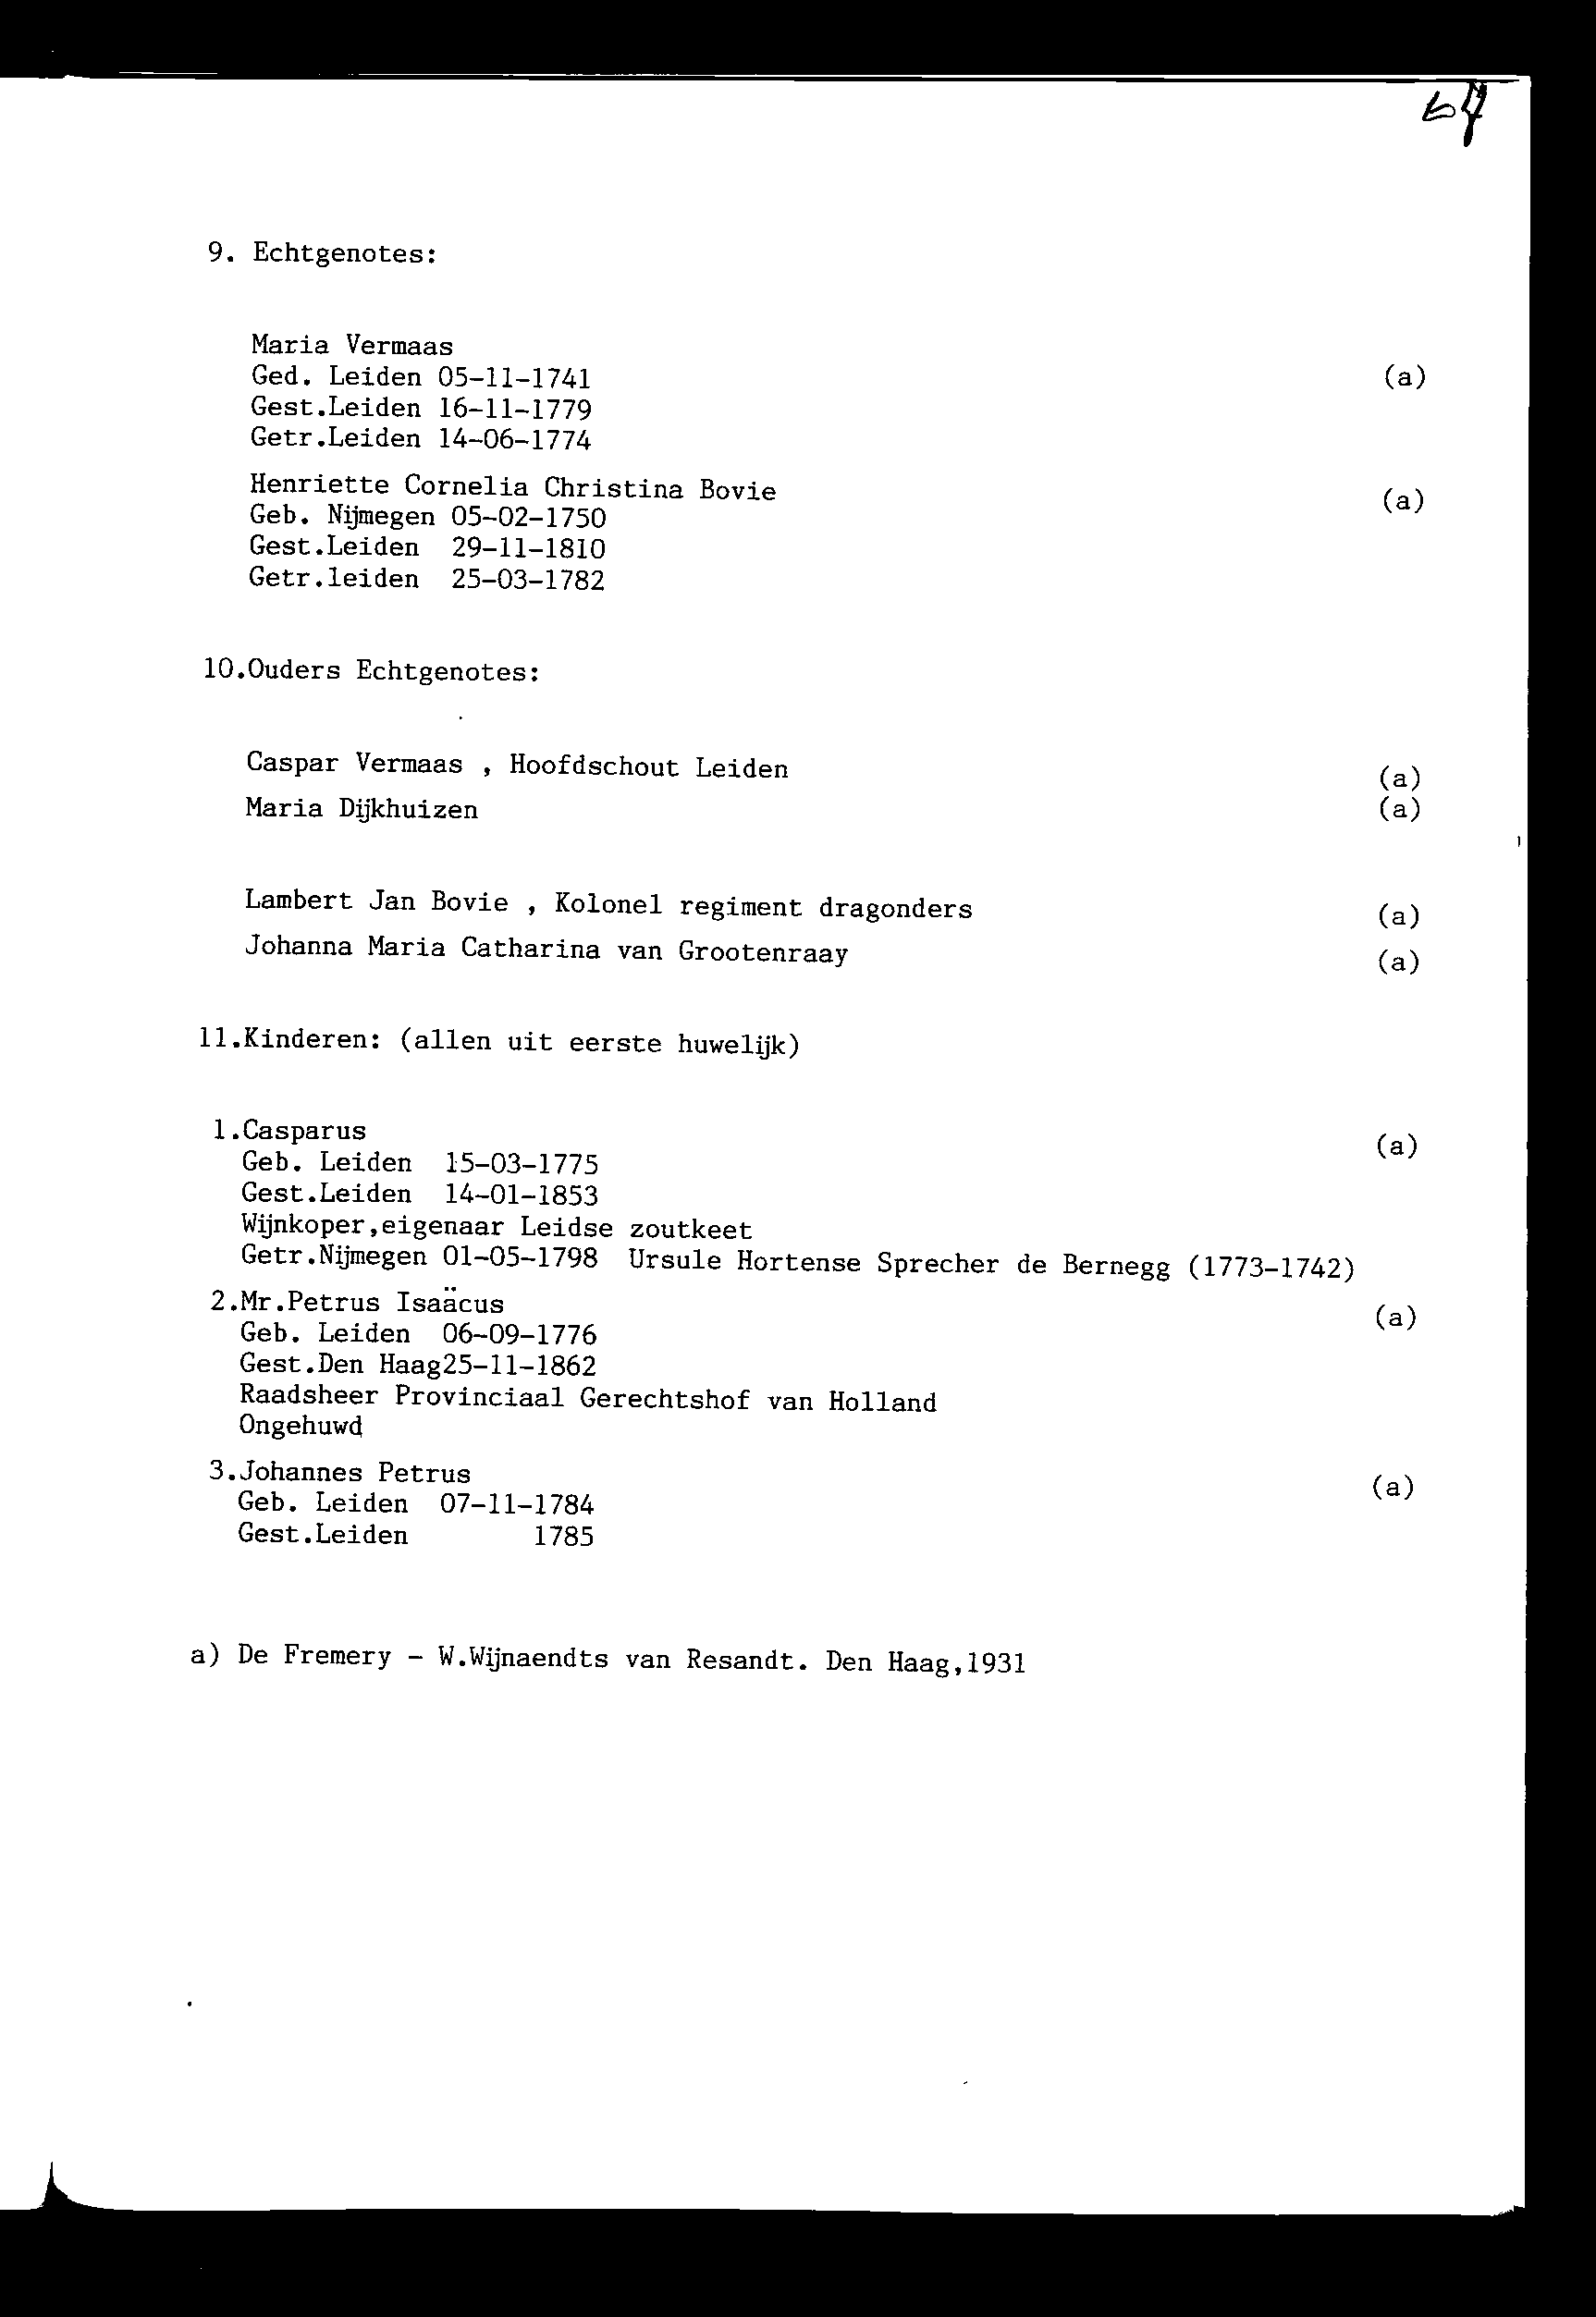 9. Echtgenotes:
Maria Vermaas
Ged. Leiden 05-11-1741 (a)
Gest.Leiden 16-11-1779
Getr.Leiden 14-06-1774
Henriette Cornelia Christina Bovie (a)
Geb. Nijmegen 05-02-1750
Gest.Leiden 29-11-1810
Getr.leiden 25-03-1782
10.Ouders Echtgenotes:
Caspar Vermaas , Hoofdschout Leiden (a)
Maria Dijkhuizen (a)
Lambert Jan Bovie , Kolonel regiment dragonders (a)
Johanna Maria Catharina van Grootenraay (a)
11.Kinderen: (allen uit eerste huwelijk)
1.Casparus (a)
Geb. Leiden 15-03-1775
Gest.Leiden 14-01-1853
Wijnkoper,eigenaar Leidse zoutkeet
Getr.Nijmegen 01-05-1798 Ursule Hortense Sprecher de Bernegg (1773-1742)
2.Mr.Petrus Isaäcus (a)
Geb. Leiden 06-09-1776
Gest.Den Haag25-11-1862
Raadsheer Provinciaal Gerechtshof van Holland
Ongehuwd
3.Johannes Petrus (a)
Geb. Leiden 07-11-1784
Gest.Leiden 1785
a) De Fremery - W.Wijnaendts van Resandt. Den Haag,1931